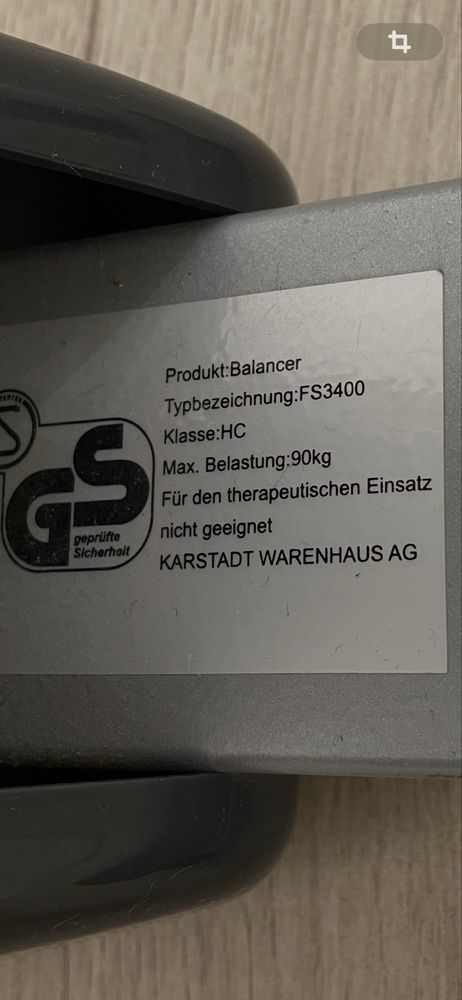 Produkt:Balancer
Typbezeichnung:FS3400
Klasse:HC
Max. Belastung:90kg
Für den therapeutischen Einsatz
nicht geeignet
KARSTADT WARENHAUS AG
GS
geprüfte
Sicherheit